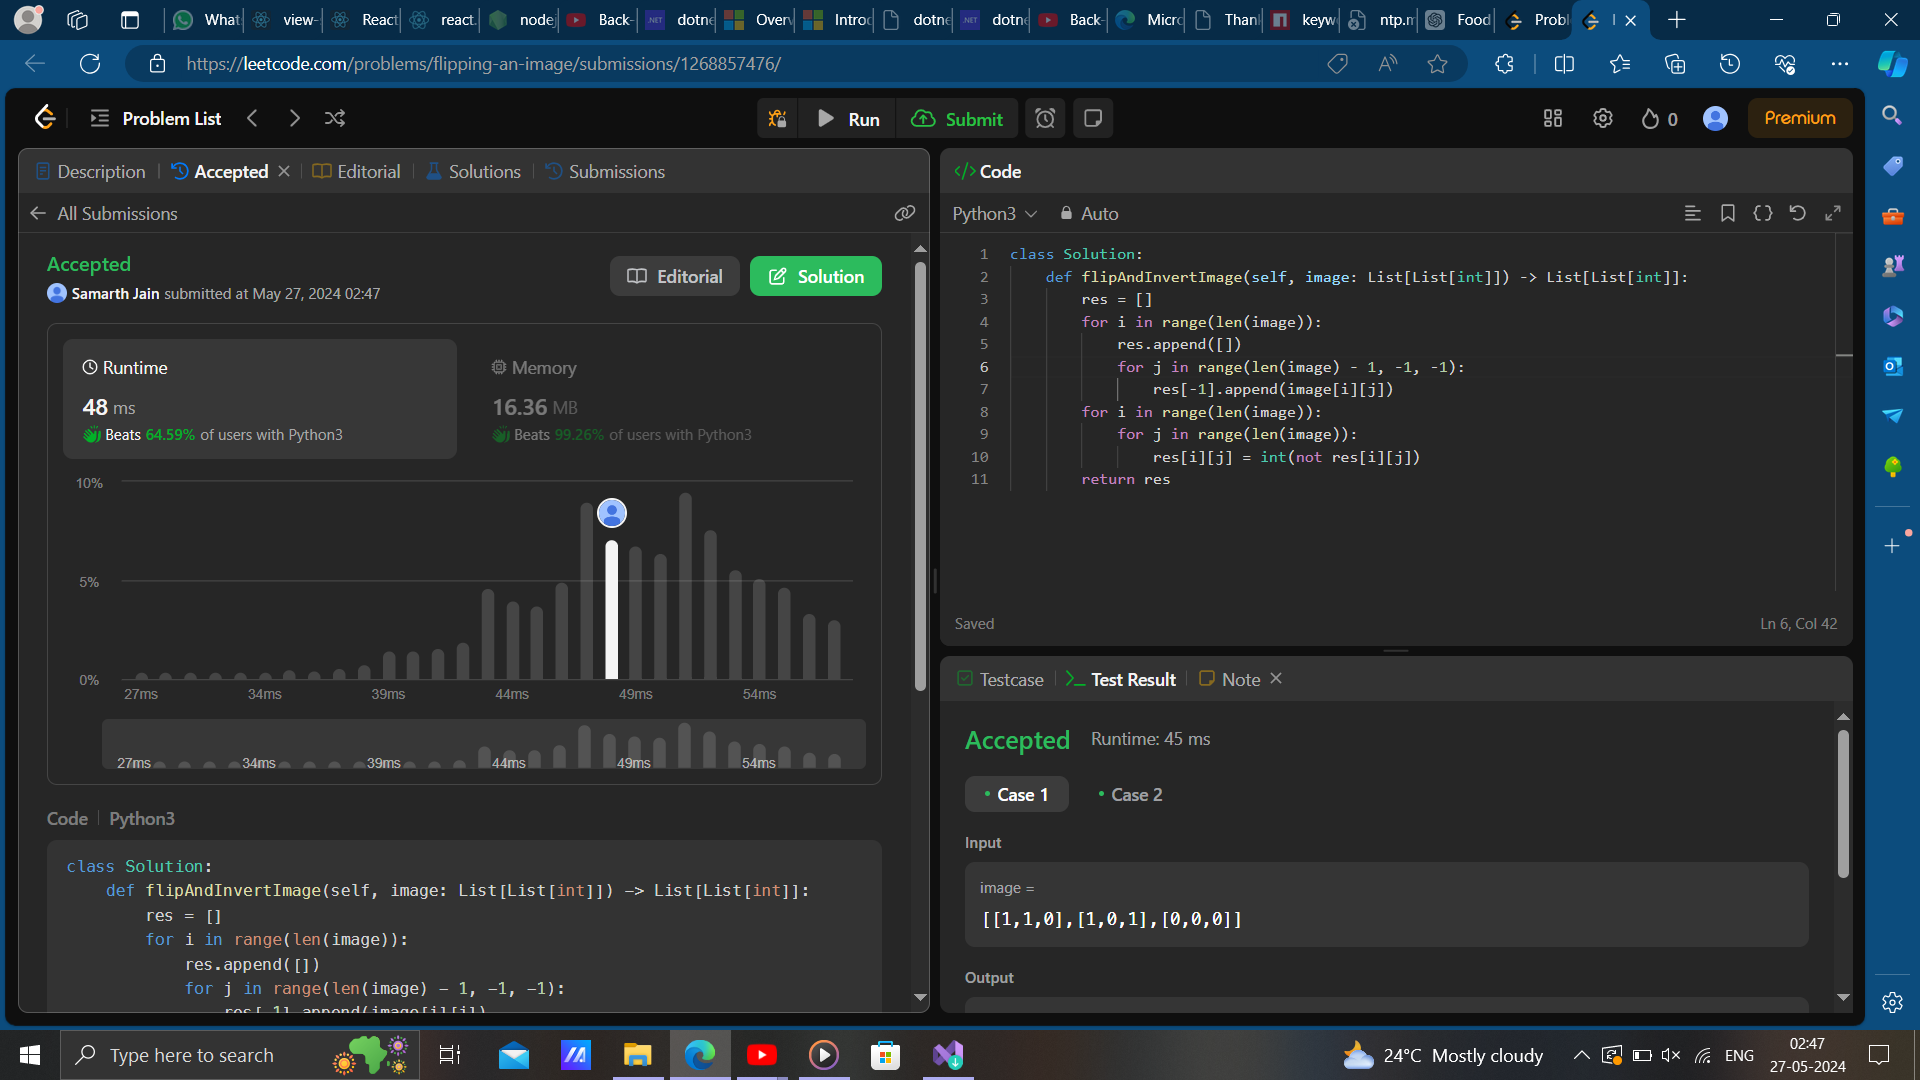 What
view-
React
react.
node
Back-
dotne
Overv
Introd
dotne
dotne
Back-
Micro
Thank
keyw
ntp.m
Food
Probl
https://leetcode.com/problems/flipping-an-image/submissions/1268857476/
Problem List
Run
Submit
0
Premium
Description
Accepted
Editorial
Solutions
Submissions
All Submissions
Accepted
Samarth Jain submitted at May 27, 2024 02:47
Editorial
Solution
Runtime
48 ms
Beats 64.59% of users with Python3
Memory
16.36 MB
Beats 99.26% of users with Python3
10%
5%
0%
27ms 34ms 39ms 44ms 49ms 54ms
27ms 34ms 39ms 44ms 49ms 54ms
Code | Python3
class Solution:
def flipAndInvertImage(self, image: List[List[int]]) -> List[List[int]]:
res = []
for i in range(len(image)):
res.append([])
for j in range(len(image) - 1, -1, -1):
res[-1].append(image[i][j])
</> Code
Python3
Auto
1 class Solution:
2 def flipAndInvertImage(self, image: List[List[int]]) -> List[List[int]]:
3 res = []
4 for i in range(len(image)):
5 res.append([])
6 for j in range(len(image) - 1, -1, -1):
7 res[-1].append(image[i][j])
8 for i in range(len(image)):
9 for j in range(len(image)):
10 res[i][j] = int(not res[i][j])
11 return res
Saved
Ln 6, Col 42
Testcase
Test Result
Note
Accepted
Runtime: 45 ms
Case 1
Case 2
Input
image =
[[1,1,0],[1,0,1],[0,0,0]]
Output
Type here to search
24°C Mostly cloudy
ENG
02:47
27-05-2024